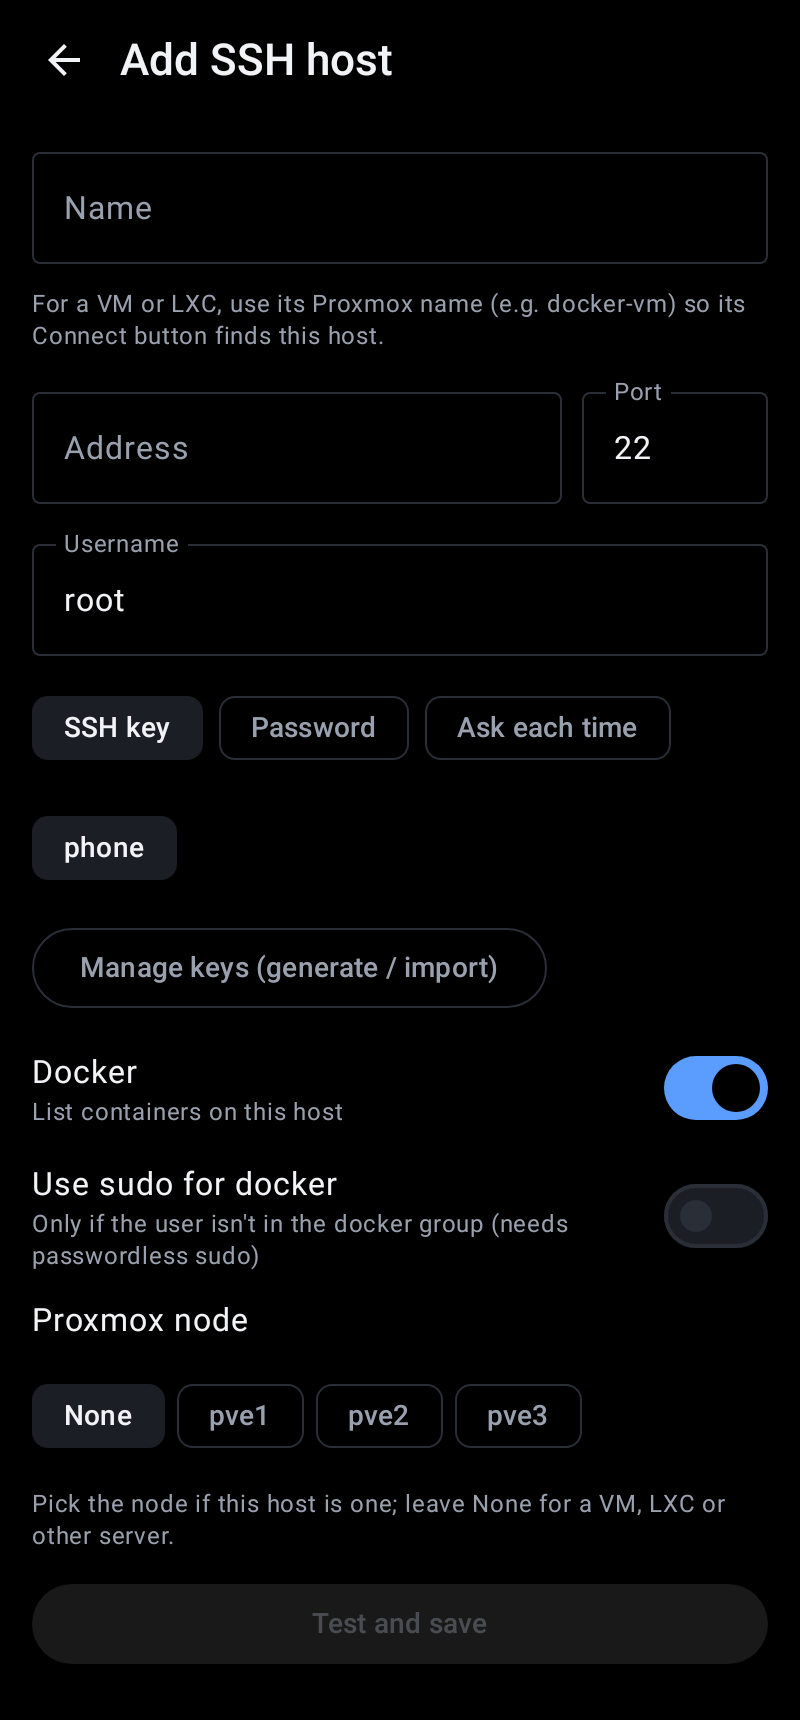 Add SSH host
Name
For a VM or LXC, use its Proxmox name (e.g. docker-vm) so its
Connect button finds this host.
Address
Port
22
Username
root
SSH key
Password
Ask each time
phone
Manage keys (generate / import)
Docker
List containers on this host
Use sudo for docker
Only if the user isn't in the docker group (needs
passwordless sudo)
Proxmox node
None
pve1
pve2
pve3
Pick the node if this host is one; leave None for a VM, LXC or
other server.
Test and save